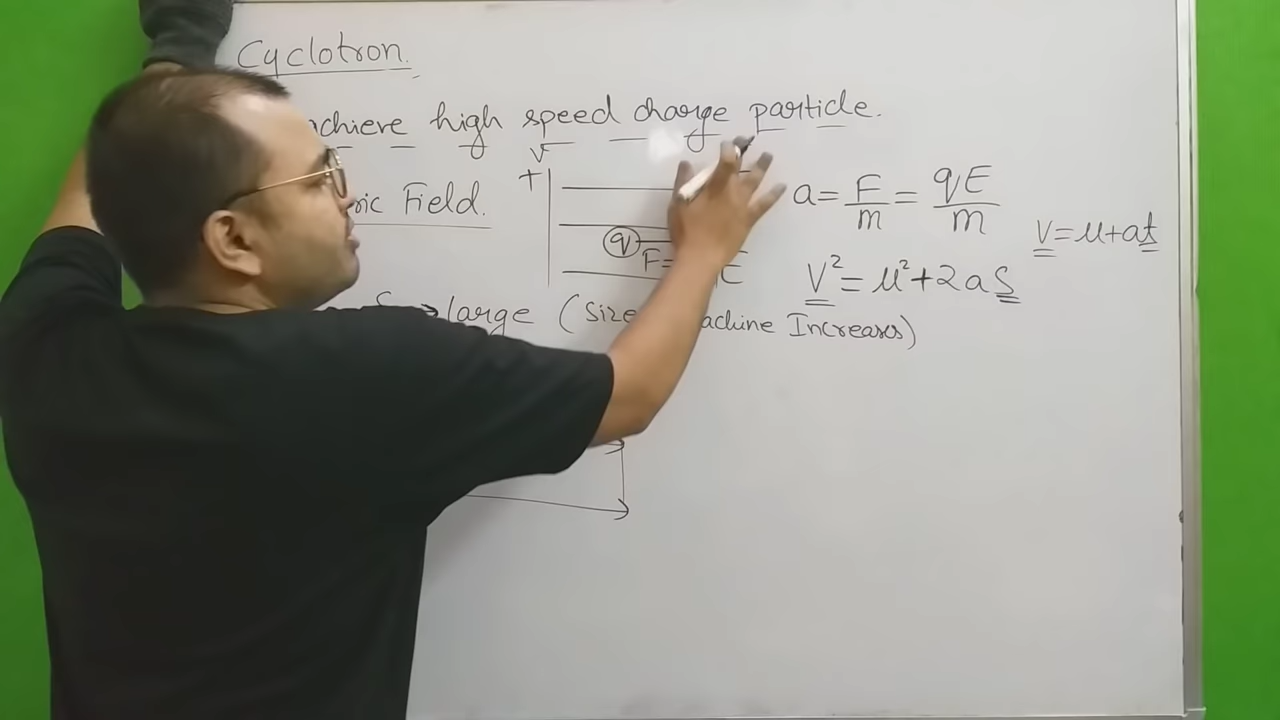 Cyclotron.
achieve high speed charge particle.
ric Field.
+
q
F= E
a = F/m = qE/m
V = u+at
V² = u²+2as
S → large (Size Machine Increases)